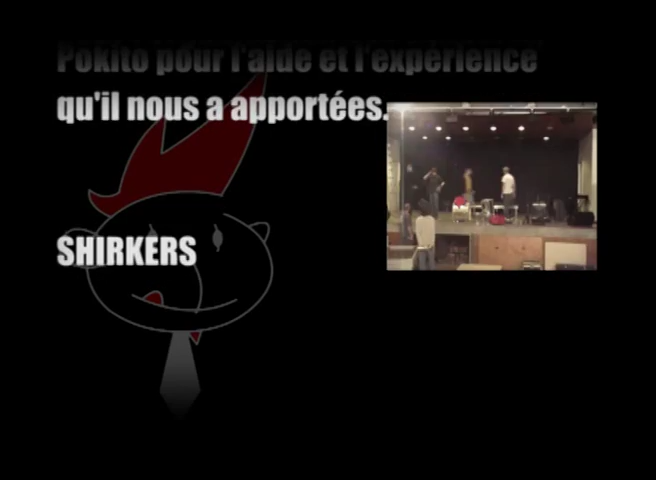 Pokito pour l'aide et l'expérience
qu'il nous a apportées.
SHIRKERS